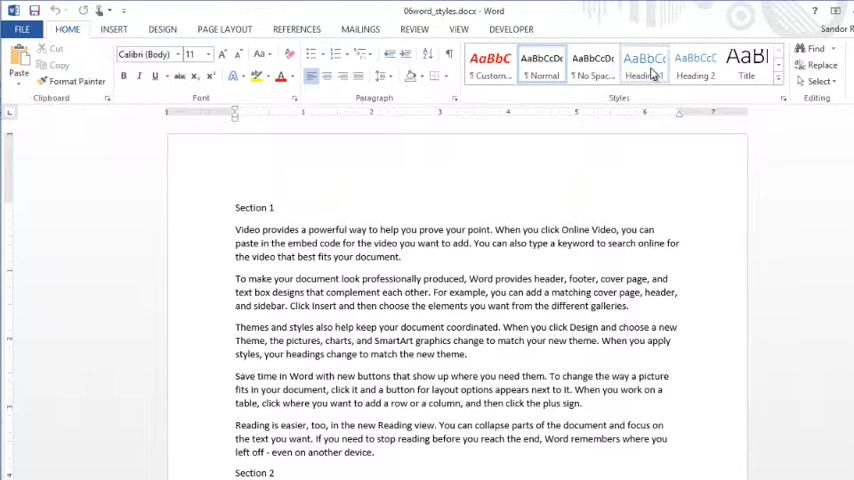 06word_styles.docx - Word
FILE HOME INSERT DESIGN PAGE LAYOUT REFERENCES MAILINGS REVIEW VIEW DEVELOPER Sandor R
Paste
Cut
Copy
Format Painter
Clipboard
Calibri (Body) 11
Font
Paragraph
AaBbC AaBbCcDc AaBbCcDc AaBbCc AaBbCcC AaBl
¶ Custom... ¶ Normal ¶ No Spac... Heading 1 Heading 2 Title
Styles
Find
Replace
Select
Editing
1 1 2 3 4 5 6 7
Section 1
Video provides a powerful way to help you prove your point. When you click Online Video, you can
paste in the embed code for the video you want to add. You can also type a keyword to search online for
the video that best fits your document.
To make your document look professionally produced, Word provides header, footer, cover page, and
text box designs that complement each other. For example, you can add a matching cover page, header,
and sidebar. Click Insert and then choose the elements you want from the different galleries.
Themes and styles also help keep your document coordinated. When you click Design and choose a new
Theme, the pictures, charts, and SmartArt graphics change to match your new theme. When you apply
styles, your headings change to match the new theme.
Save time in Word with new buttons that show up where you need them. To change the way a picture
fits in your document, click it and a button for layout options appears next to it. When you work on a
table, click where you want to add a row or a column, and then click the plus sign.
Reading is easier, too, in the new Reading view. You can collapse parts of the document and focus on
the text you want. If you need to stop reading before you reach the end, Word remembers where you
left off - even on another device.
Section 2